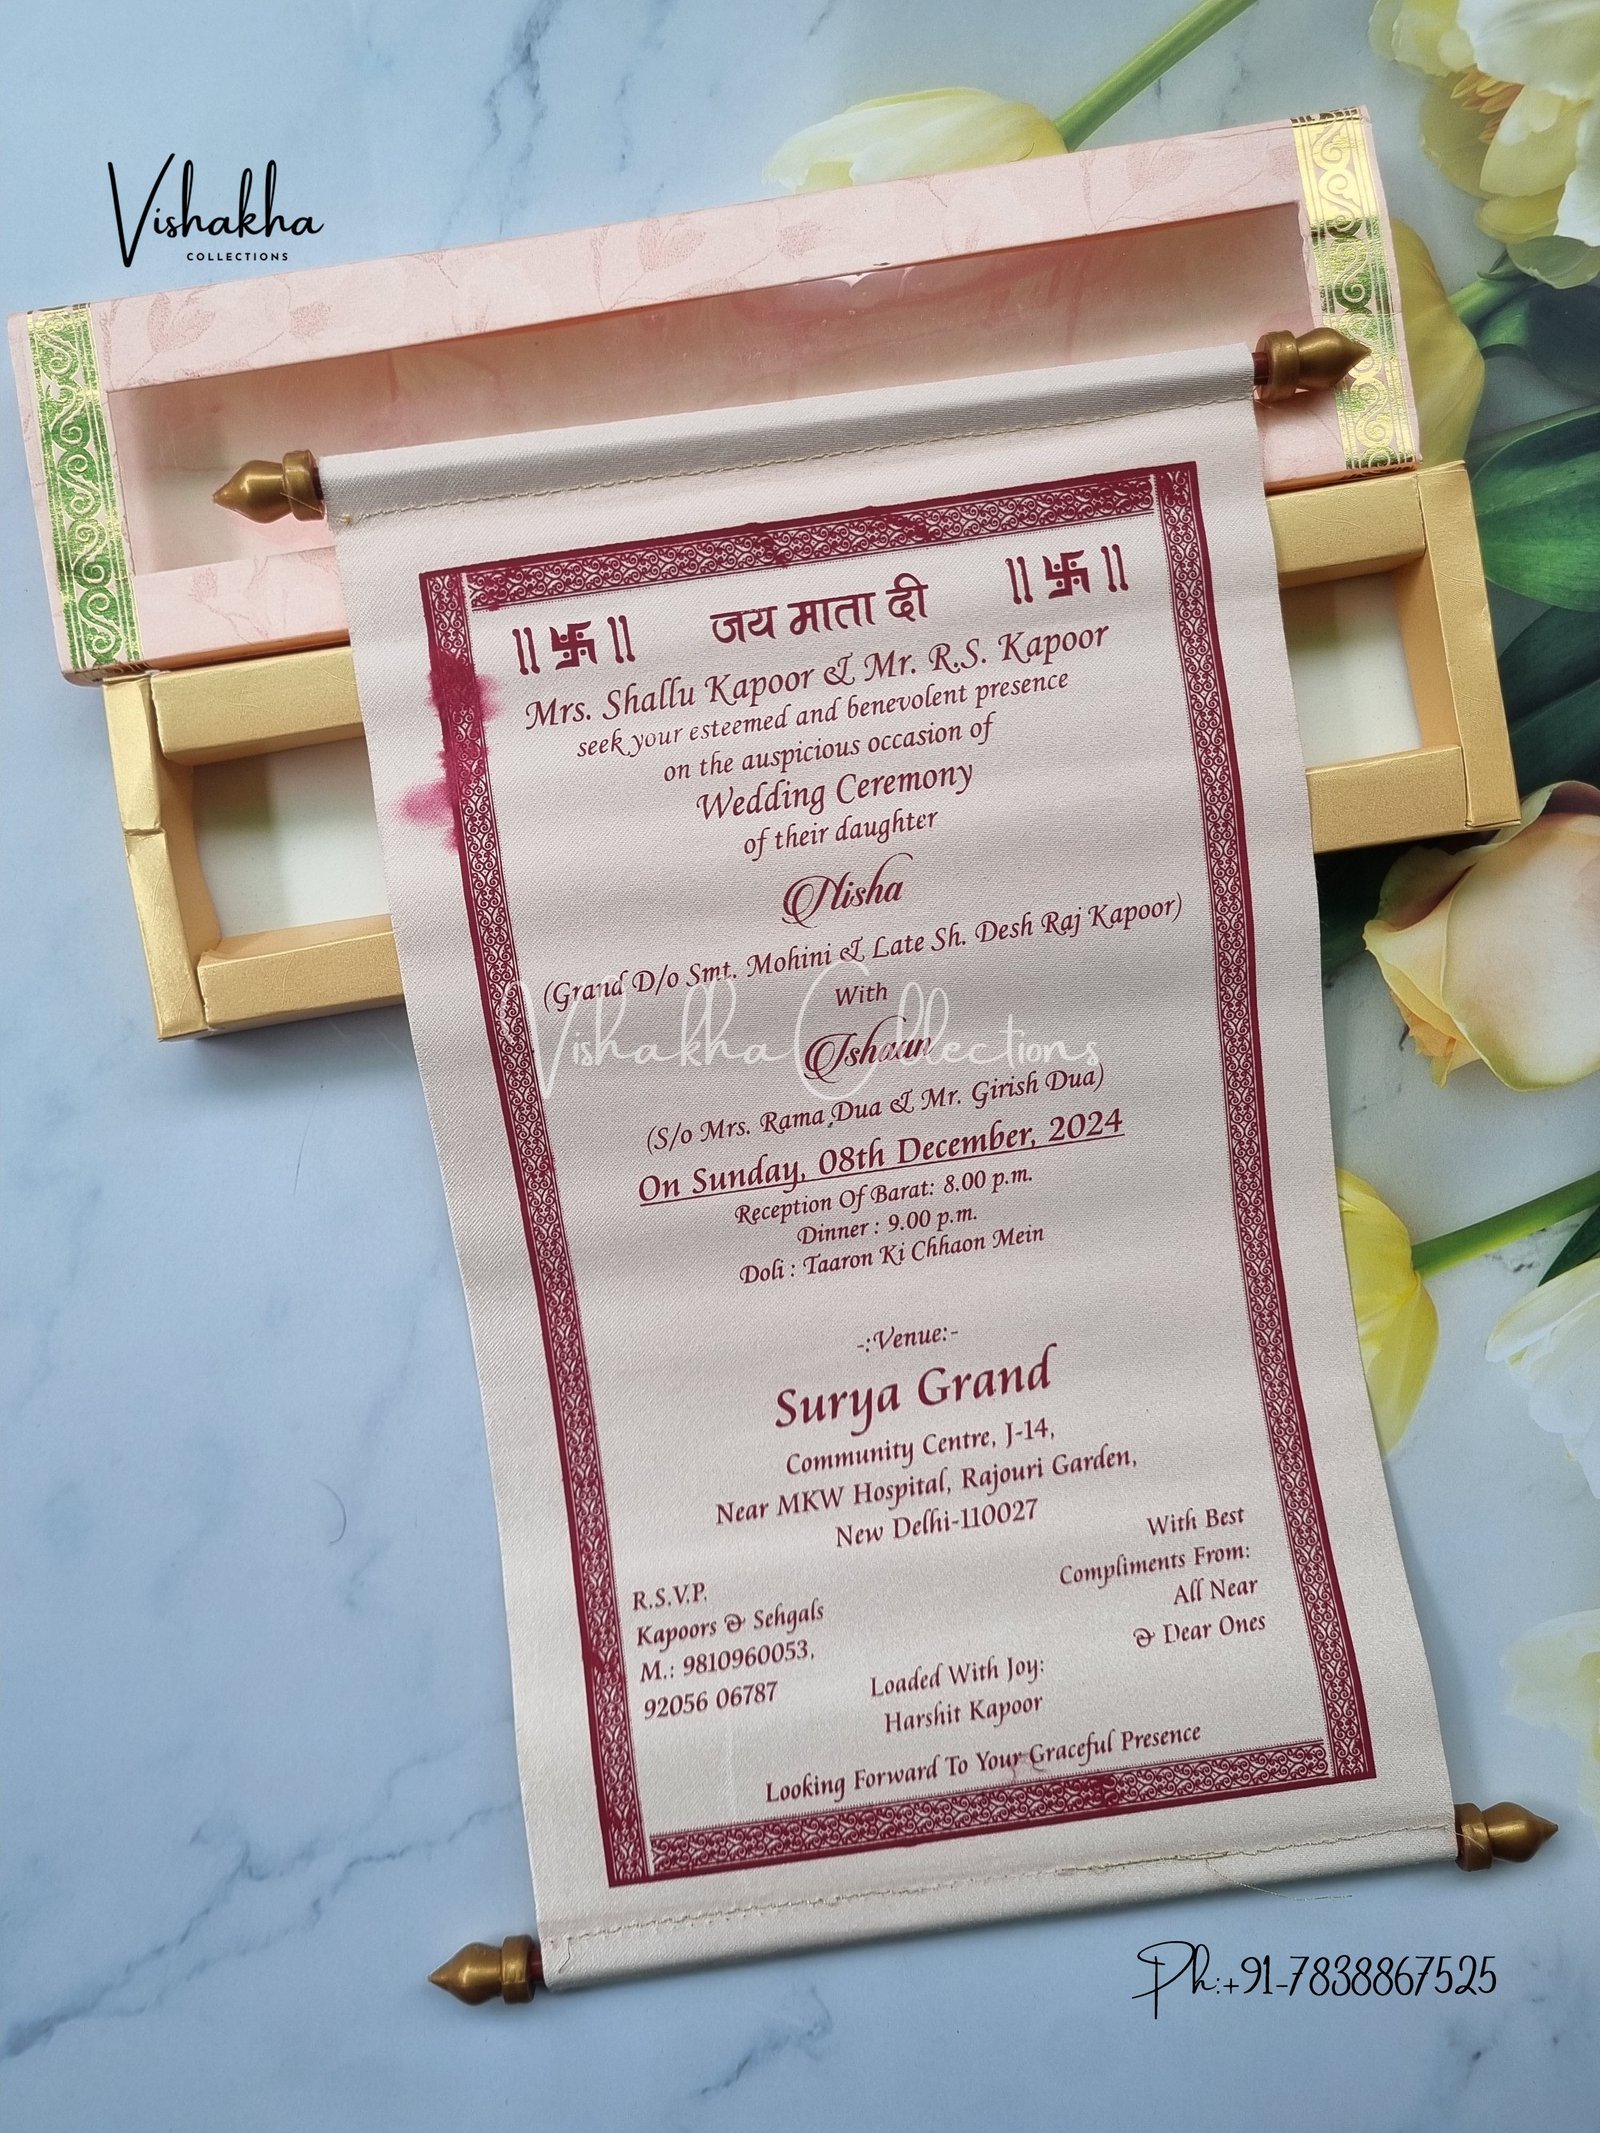 Vishakha
COLLECTIONS
॥ 卐 ॥ जय माता दी ॥ 卐 ॥
Mrs. Shallu Kapoor & Mr. R.S. Kapoor
seek your esteemed and benevolent presence
on the auspicious occasion of
Wedding Ceremony
of their daughter
Nisha
(Grand D/o Smt. Mohini & Late Sh. Desh Raj Kapoor)
With
Vishakha Collections
Ishaan
(S/o Mrs. Rama Dua & Mr. Girish Dua)
On Sunday, 08th December, 2024
Reception Of Barat: 8.00 p.m.
Dinner : 9.00 p.m.
Doli : Taaron Ki Chhaon Mein
-:Venue:-
Surya Grand
Community Centre, J-14,
Near MKW Hospital, Rajouri Garden,
New Delhi-110027
R.S.V.P.
Kapoors & Sehgals
M.: 9810960053,
92056 06787
With Best
Compliments From:
All Near
& Dear Ones
Loaded With Joy:
Harshit Kapoor
Looking Forward To Your Graceful Presence
Ph:+91-7838867525